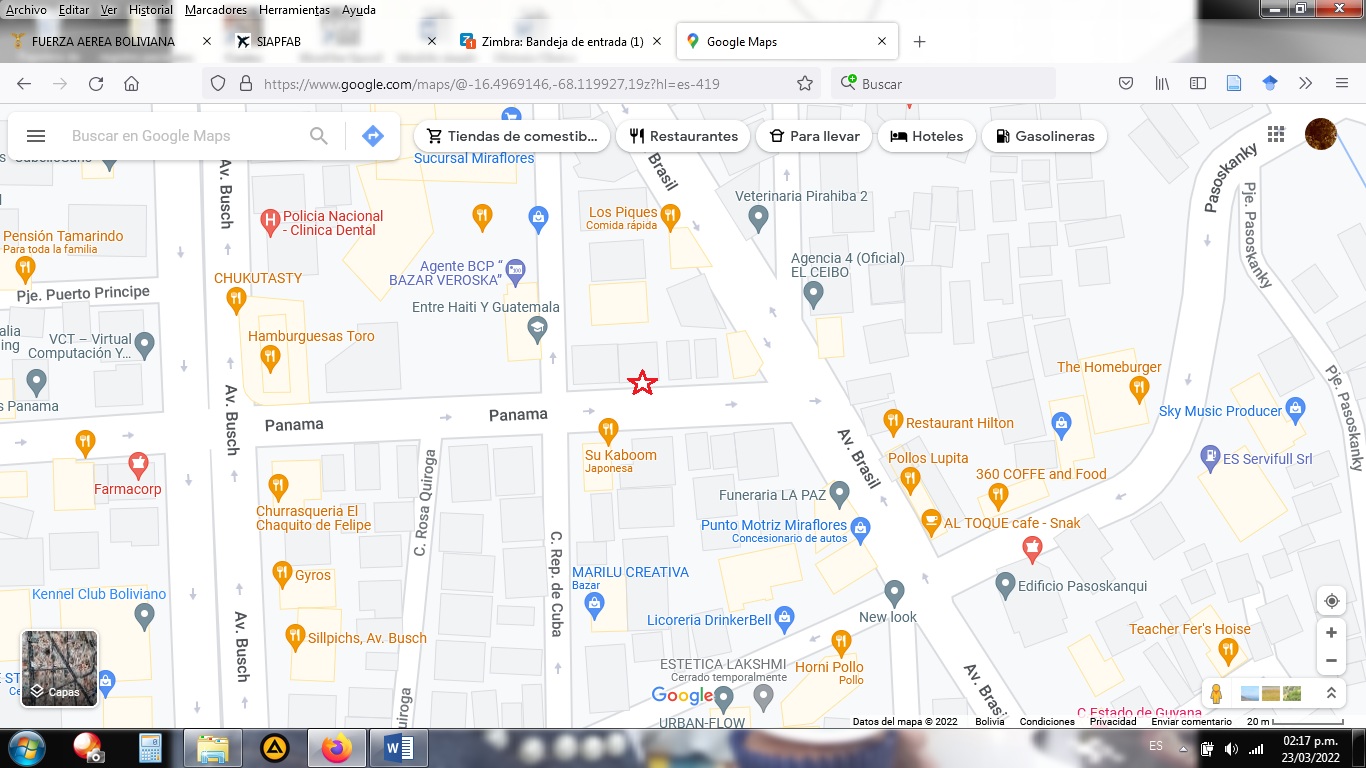 Archivo Editar Ver Historial Marcadores Herramientas Ayuda
FUERZA AEREA BOLIVIANA
SIAPFAB
Zimbra: Bandeja de entrada (1)
Google Maps
https://www.google.com/maps/@-16.4969146,-68.119927,19z?hl=es-419
Buscar
Buscar en Google Maps
Tiendas de comestib...
Restaurantes
Para llevar
Hoteles
Gasolineras
Sucursal Miraflores
Av. Busch
Brasil
Pasoskanky
Pje. Pasoskanky
Policia Nacional
- Clinica Dental
Los Piques
Comida rápida
Veterinaria Pirahiba 2
Pensión Tamarindo
Para toda la familia
Agente BCP “
BAZAR VEROSKA”
Agencia 4 (Oficial)
EL CEIBO
CHUKUTASTY
Pje. Puerto Principe
Entre Haiti Y Guatemala
Hamburguesas Toro
VCT – Virtual
Computación Y...
alia
ing
The Homeburger
Pje. Pasoskanky
s Panama
Av. Busch
Panama
Panama
Sky Music Producer
Restaurant Hilton
Av. Brasil
Su Kaboom
Japonesa
Pollos Lupita
ES Servifull Srl
360 COFFE and Food
Farmacorp
C. Rosa Quiroga
Funeraria LA PAZ
Churrasqueria El
Chaquito de Felipe
Punto Motriz Miraflores
Concesionario de autos
AL TOQUE cafe - Snak
C. Rep. de Cuba
Gyros
MARILU CREATIVA
Bazar
Edificio Pasoskanqui
Kennel Club Boliviano
Av. Busch
Licoreria DrinkerBell
New look
Sillpichs, Av. Busch
Teacher Fer's Hoise
ESTETICA LAKSHMI
Cerrado temporalmente
Horni Pollo
Pollo
Av. Brasi
E ST
Ce
Capas
Google
uiroga
URBAN-FLOW
C Estado de Guyana
Datos del mapa © 2022 Bolivia Condiciones Privacidad Enviar comentario 20 m
ES
02:17 p.m.
23/03/2022